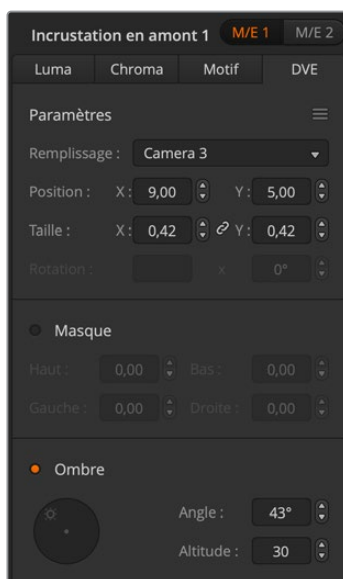 Incrustation en amont 1 M/E 1 M/E 2
Luma Chroma Motif DVE
Paramètres
Remplissage : Camera 3
Position : X : 9,00 Y : 5,00
Taille : X : 0,42 Y : 0,42
Rotation : x 0°
Masque
Haut : 0,00 Bas : 0,00
Gauche : 0,00 Droite : 0,00
Ombre
Angle : 43°
Altitude : 30